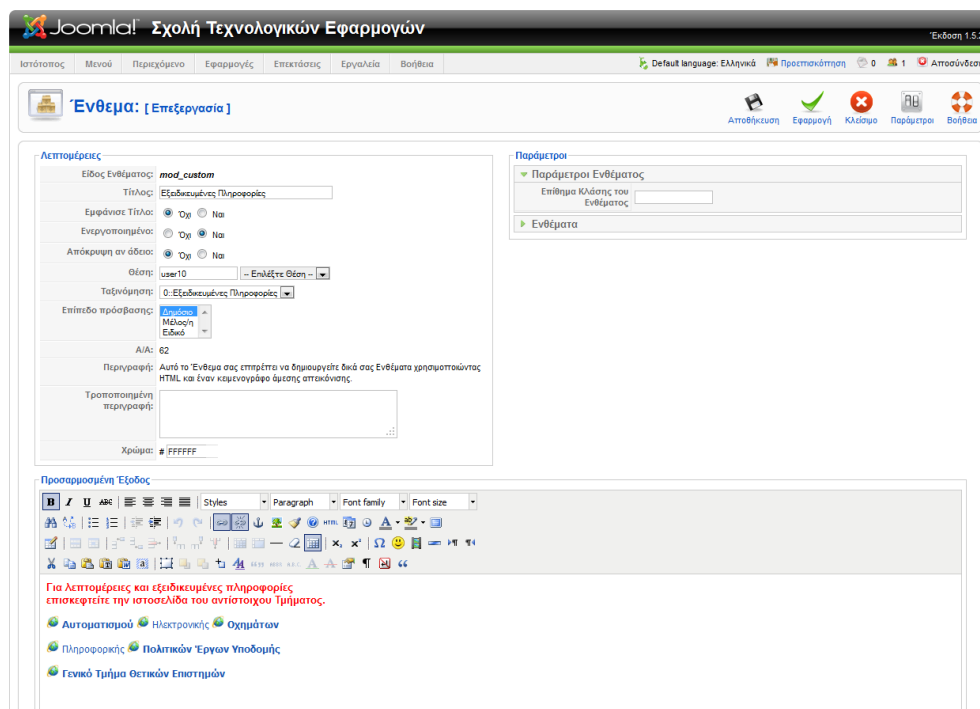 Joomla! Σχολή Τεχνολογικών Εφαρμογών
Έκδοση 1.5.2
Ιστότοπος Μενού Περιεχόμενο Εφαρμογές Επεκτάσεις Εργαλεία Βοήθεια Default language: Ελληνικά Προεπισκόπηση 0 1 Αποσύνδεση
Ένθεμα: [ Επεξεργασία ]
Αποθήκευση Εφαρμογή Κλείσιμο Παράμετροι Βοήθεια
Λεπτομέρειες
Είδος Ενθέματος: mod_custom
Τίτλος: Εξειδικευμένες Πληροφορίες
Εμφάνισε Τίτλο: Όχι Ναι
Ενεργοποιημένο: Όχι Ναι
Απόκρυψη αν άδειο: Όχι Ναι
Θέση: user10 -- Επιλέξτε Θέση --
Ταξινόμηση: 0::Εξειδικευμένες Πληροφορίες
Επίπεδο πρόσβασης: Δημόσιο
Μέλος/η
Ειδικό
Α/Α: 62
Περιγραφή: Αυτό το Ένθεμα σας επιτρέπει να δημιουργείτε δικά σας Ενθέματα χρησιμοποιώντας
HTML και έναν κειμενογράφο άμεσης απεικόνισης.
Τροποποιημένη
περιγραφή:
Χρώμα: # FFFFFF
Παράμετροι
Παράμετροι Ενθέματος
Επίθημα Κλάσης του
Ενθέματος
Ενθέματα
Προσαρμοσμένη Έξοδος
B I U ABC Styles Paragraph Font family Font size
HTML
Για λεπτομέρειες και εξειδικευμένες πληροφορίες
επισκεφτείτε την ιστοσελίδα του αντίστοιχου Τμήματος.
Αυτοματισμού Ηλεκτρονικής Οχημάτων
Πληροφορικής Πολιτικών Έργων Υποδομής
Γενικό Τμήμα Θετικών Επιστημών